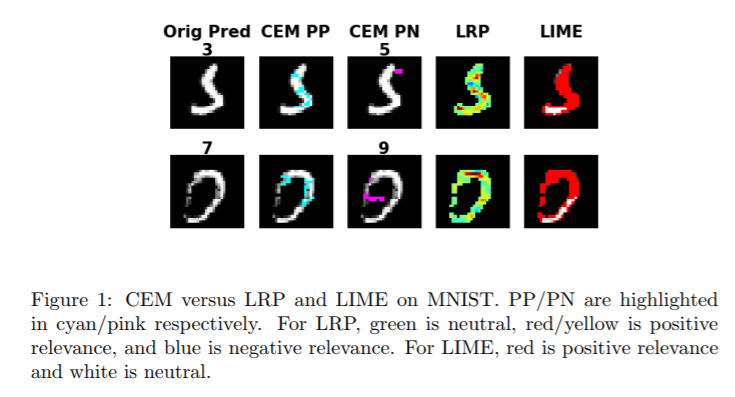 Orig Pred CEM PP CEM PN LRP LIME
3 5
7 9
Figure 1: CEM versus LRP and LIME on MNIST. PP/PN are highlighted
in cyan/pink respectively. For LRP, green is neutral, red/yellow is positive
relevance, and blue is negative relevance. For LIME, red is positive relevance
and white is neutral.